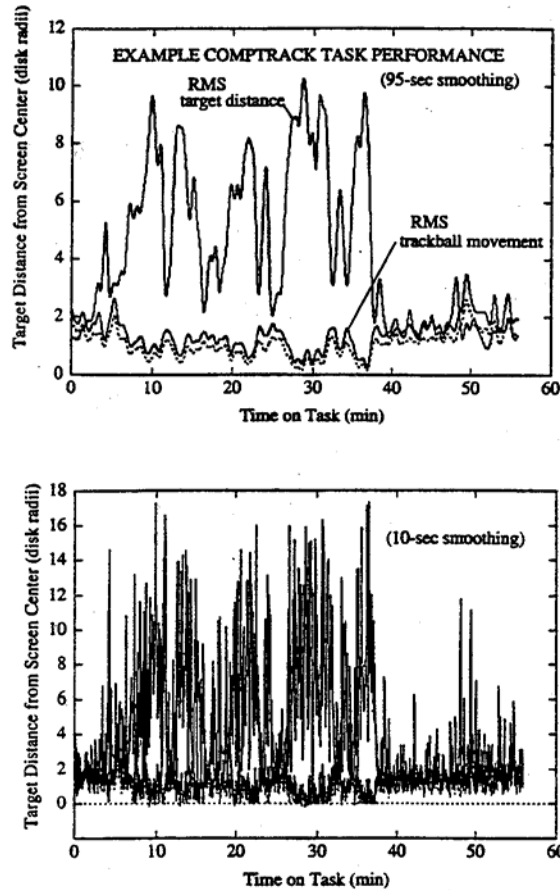 EXAMPLE COMPTRACK TASK PERFORMANCE
(95-sec smoothing)
RMS
target distance
RMS
trackball movement
Target Distance from Screen Center (disk radii)
12
10
8
6
4
2
0
0 10 20 30 40 50 60
Time on Task (min)
(10-sec smoothing)
Target Distance from Screen Center (disk radii)
18
16
14
12
10
8
6
4
2
0
0 10 20 30 40 50 60
Time on Task (min)